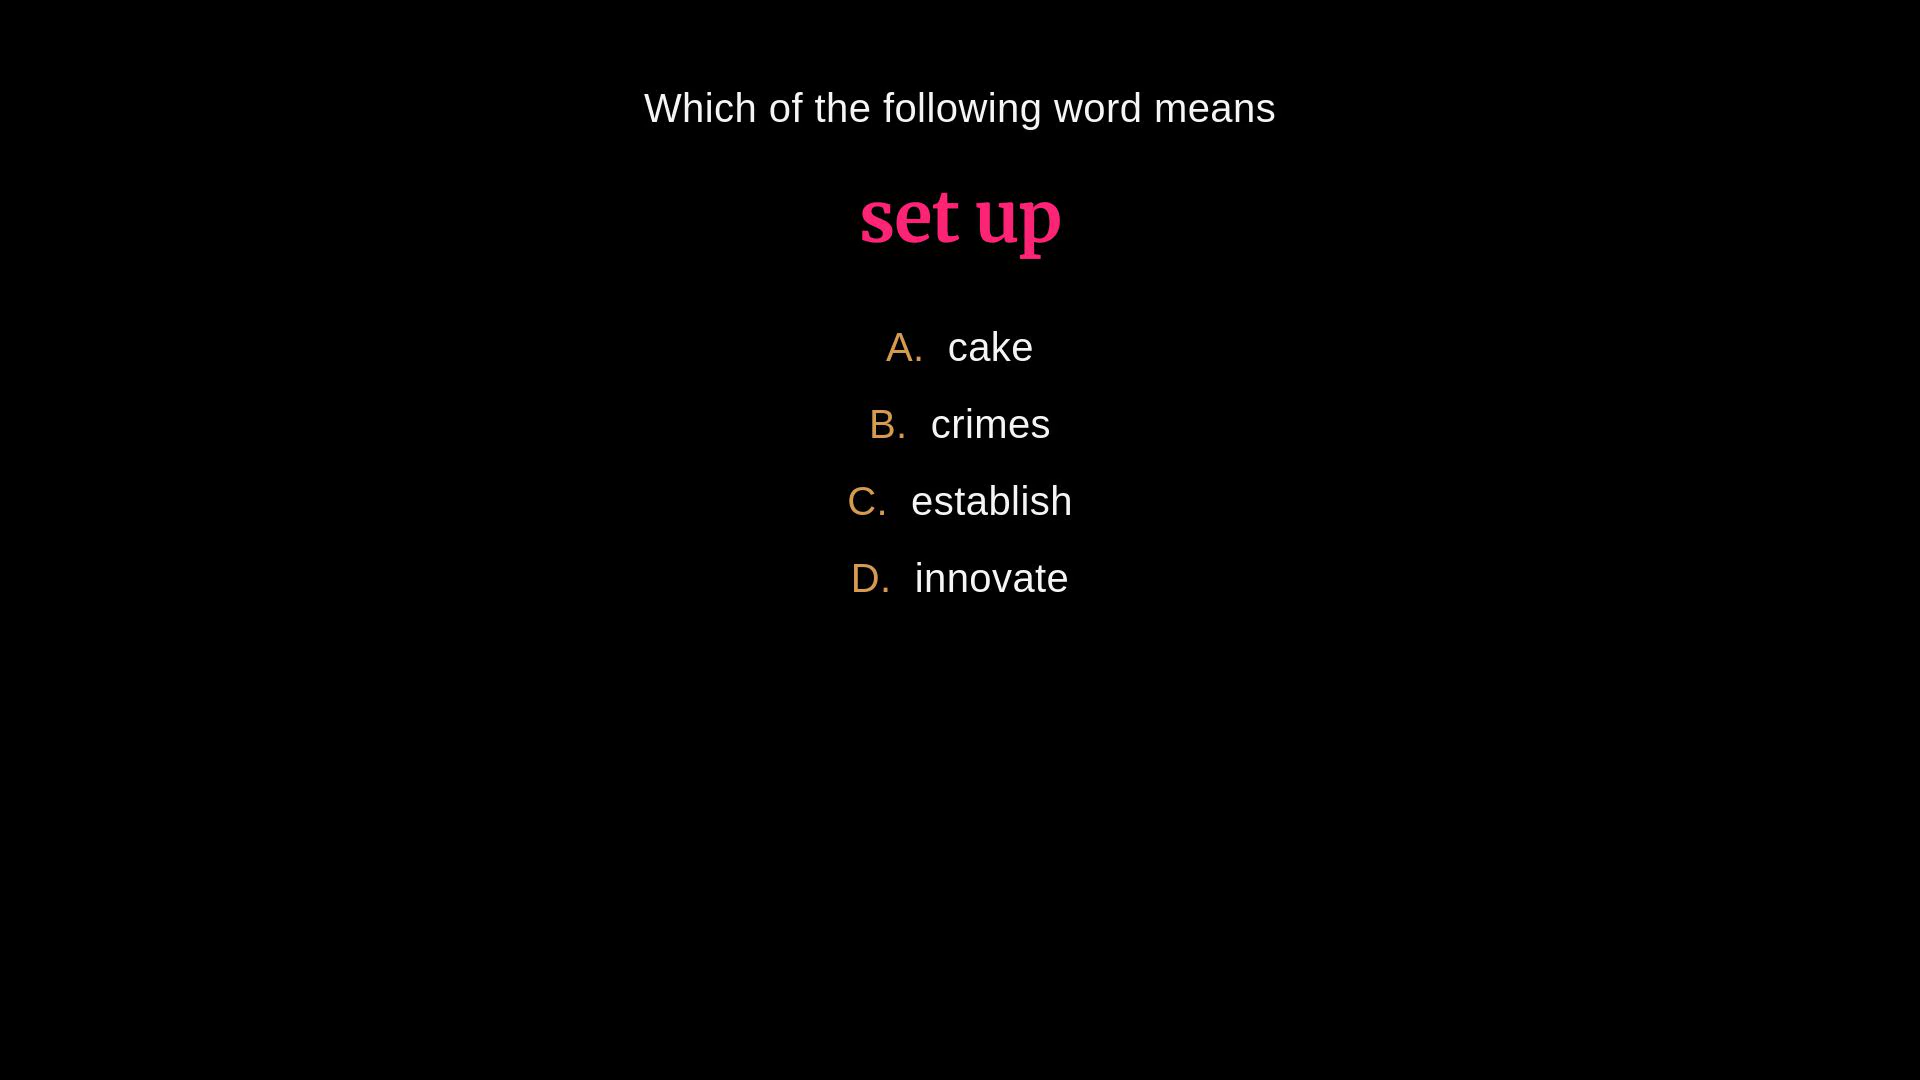 Which of the following word means
set up
A. cake
B. crimes
C. establish
D. innovate